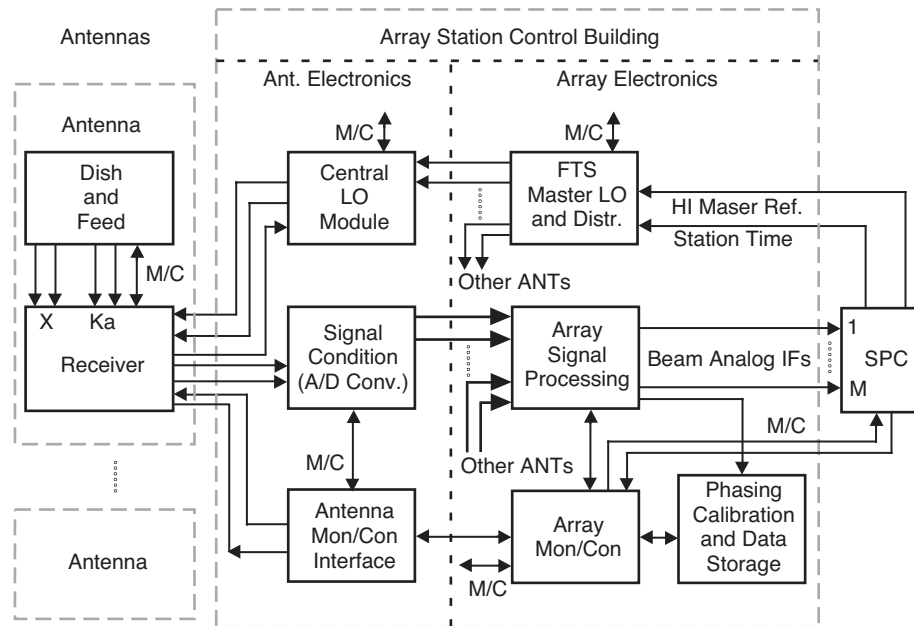 Antennas
Array Station Control Building
Ant. Electronics
Array Electronics
Antenna
Dish
and
Feed
M/C
X
Ka
Receiver
Antenna
M/C
Central
LO
Module
Signal
Condition
(A/D Conv.)
M/C
Antenna
Mon/Con
Interface
M/C
FTS
Master LO
and Distr.
HI Maser Ref.
Station Time
Other ANTs
Array
Signal
Processing
Beam Analog IFs
Other ANTs
M/C
Array
Mon/Con
M/C
Phasing
Calibration
and Data
Storage
1
SPC
M